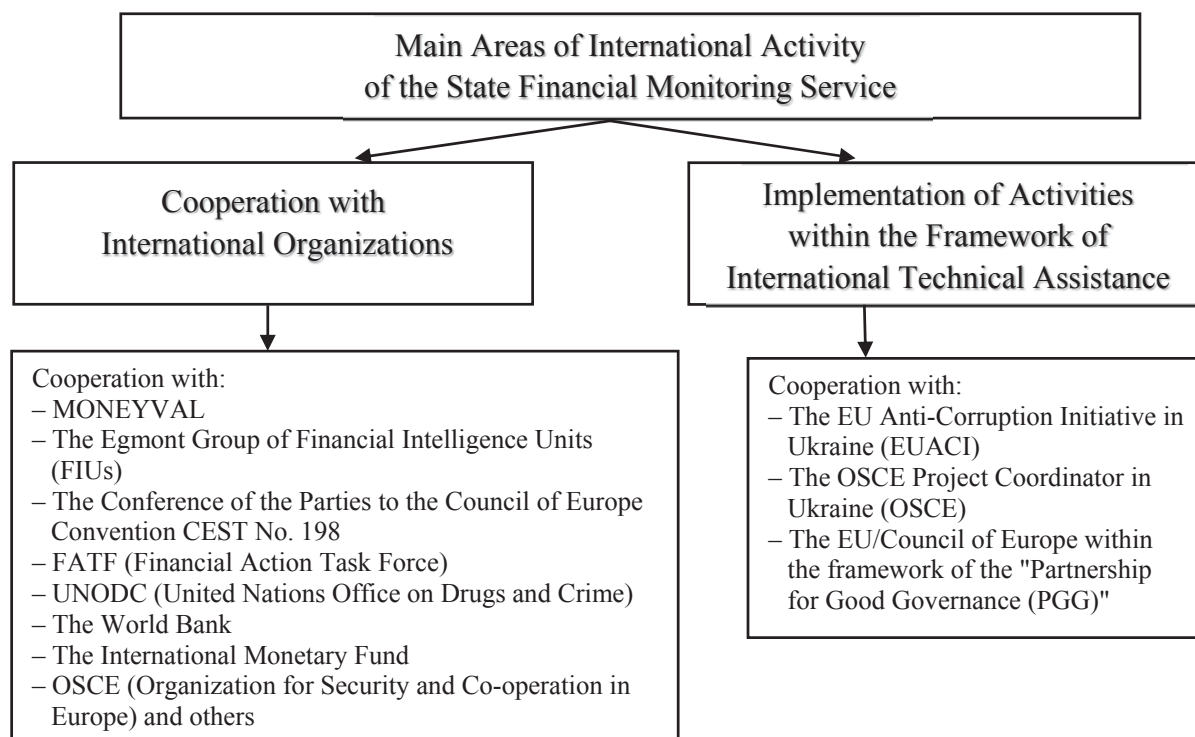 Main Areas of International Activity
of the State Financial Monitoring Service
Cooperation with
International Organizations
Implementation of Activities
within the Framework of
International Technical Assistance
Cooperation with:
– MONEYVAL
– The Egmont Group of Financial Intelligence Units
(FIUs)
– The Conference of the Parties to the Council of Europe
Convention CEST No. 198
– FATF (Financial Action Task Force)
– UNODC (United Nations Office on Drugs and Crime)
– The World Bank
– The International Monetary Fund
– OSCE (Organization for Security and Co-operation in
Europe) and others
Cooperation with:
– The EU Anti-Corruption Initiative in
Ukraine (EUACI)
– The OSCE Project Coordinator in
Ukraine (OSCE)
– The EU/Council of Europe within
the framework of the "Partnership
for Good Governance (PGG)"